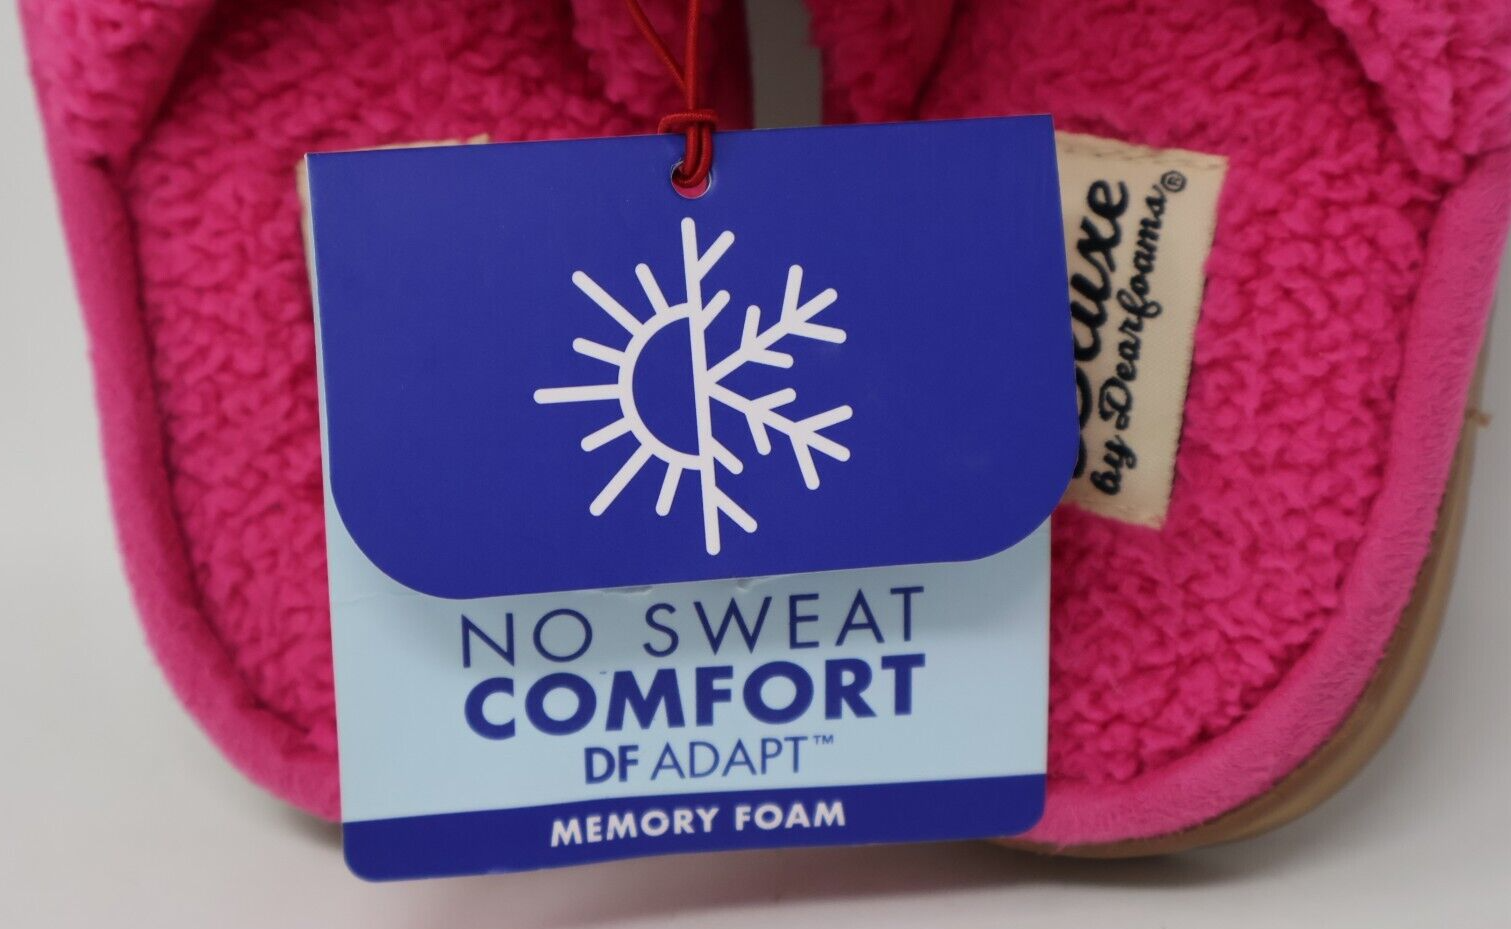 NO SWEAT
COMFORT
DF ADAPT™
MEMORY FOAM
by Dearfoams®